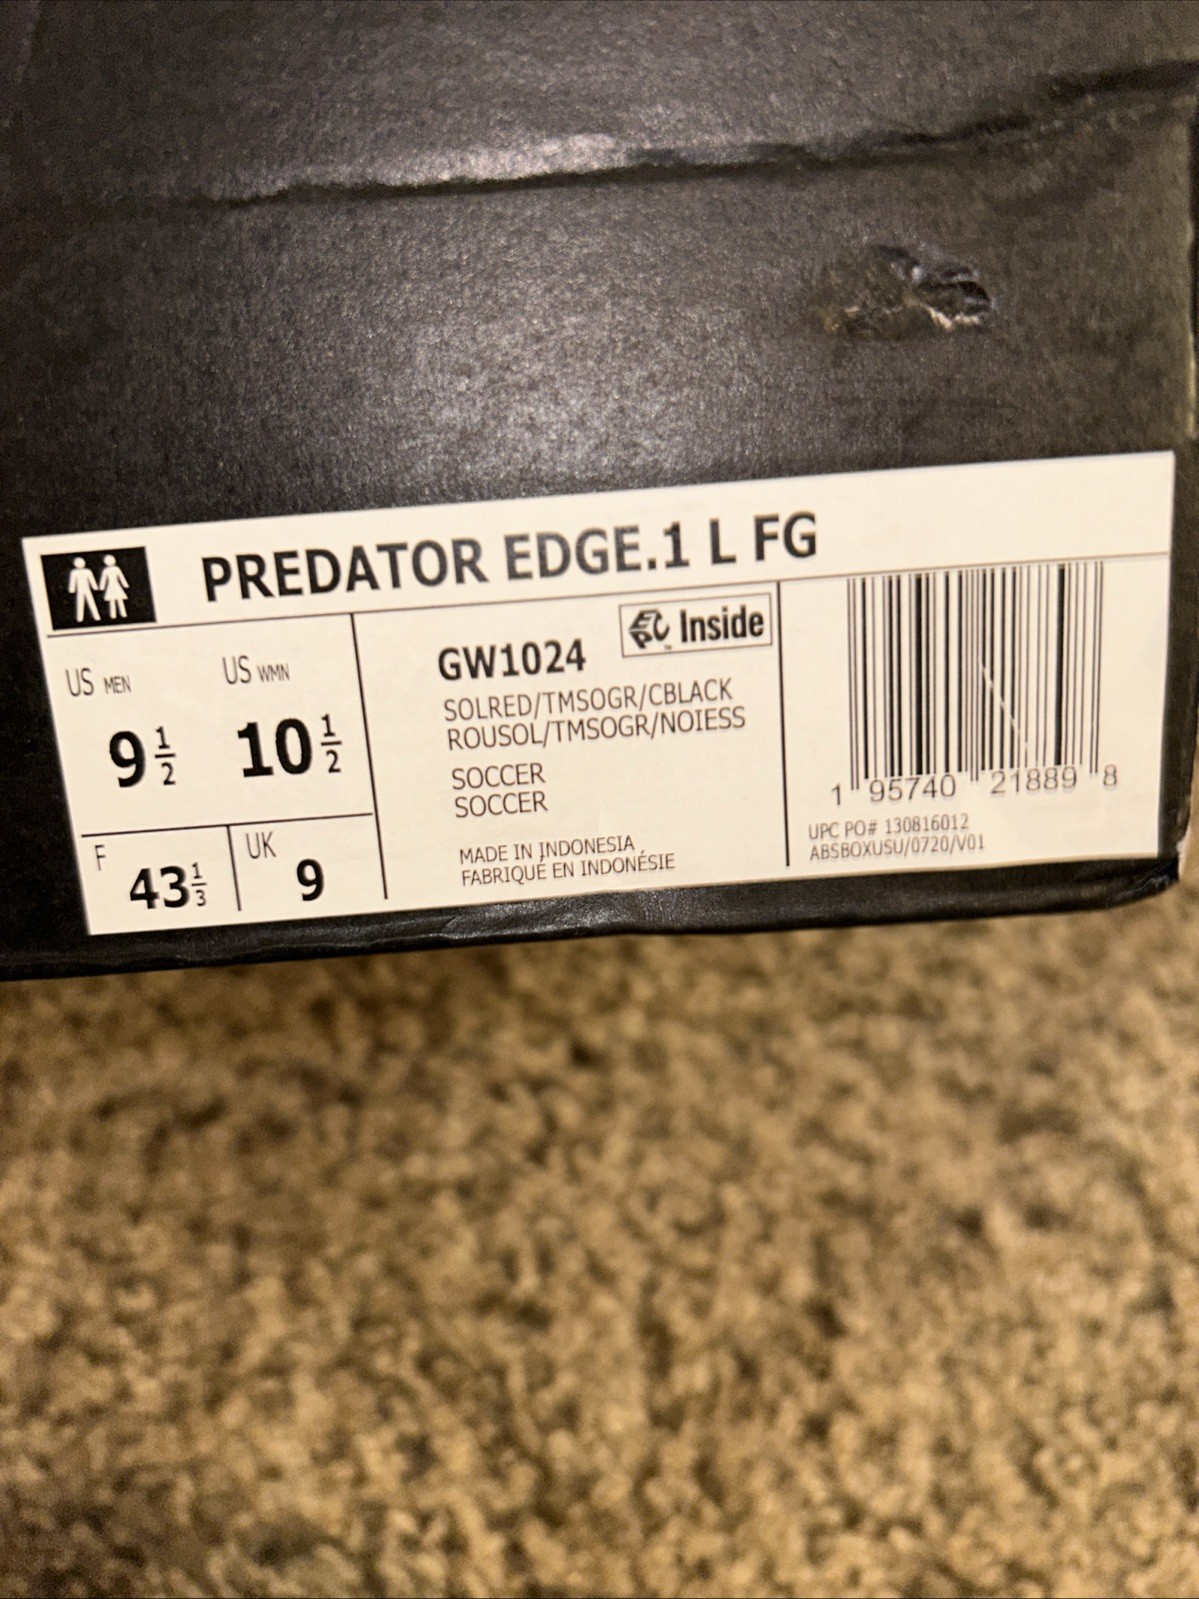 PREDATOR EDGE.1 L FG
US MEN
9 1/2
US WMN
10 1/2
F
43 1/3
UK
9
GW1024
Inside
™
SOLRED/TMSOGR/CBLACK
ROUSOL/TMSOGR/NOIESS
SOCCER
SOCCER
MADE IN INDONESIA
FABRIQUÉ EN INDONÉSIE
1 95740 21889 8
UPC PO# 130816012
ABSBOXUSU/0720/V01